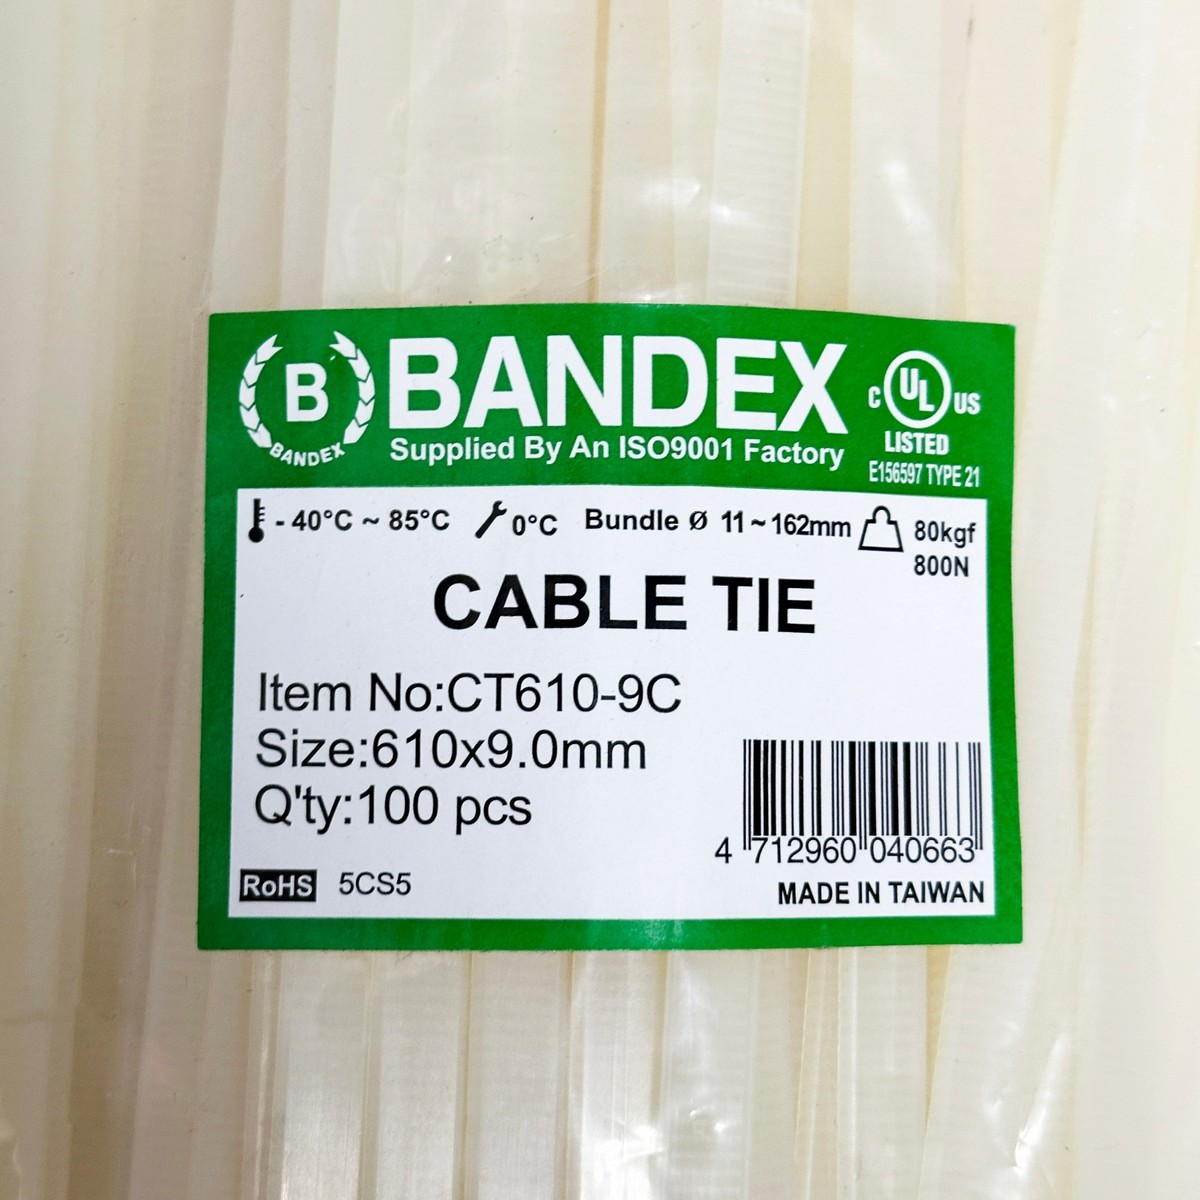 B
BANDEX
BANDEX
Supplied By An ISO9001 Factory
C UL US
LISTED
E156597 TYPE 21
- 40°C ~ 85°C 0°C Bundle Ø 11~162mm 80kgf
800N
CABLE TIE
Item No:CT610-9C
Size:610x9.0mm
Q'ty:100 pcs
4 712960 040663
RoHS 5CS5
MADE IN TAIWAN